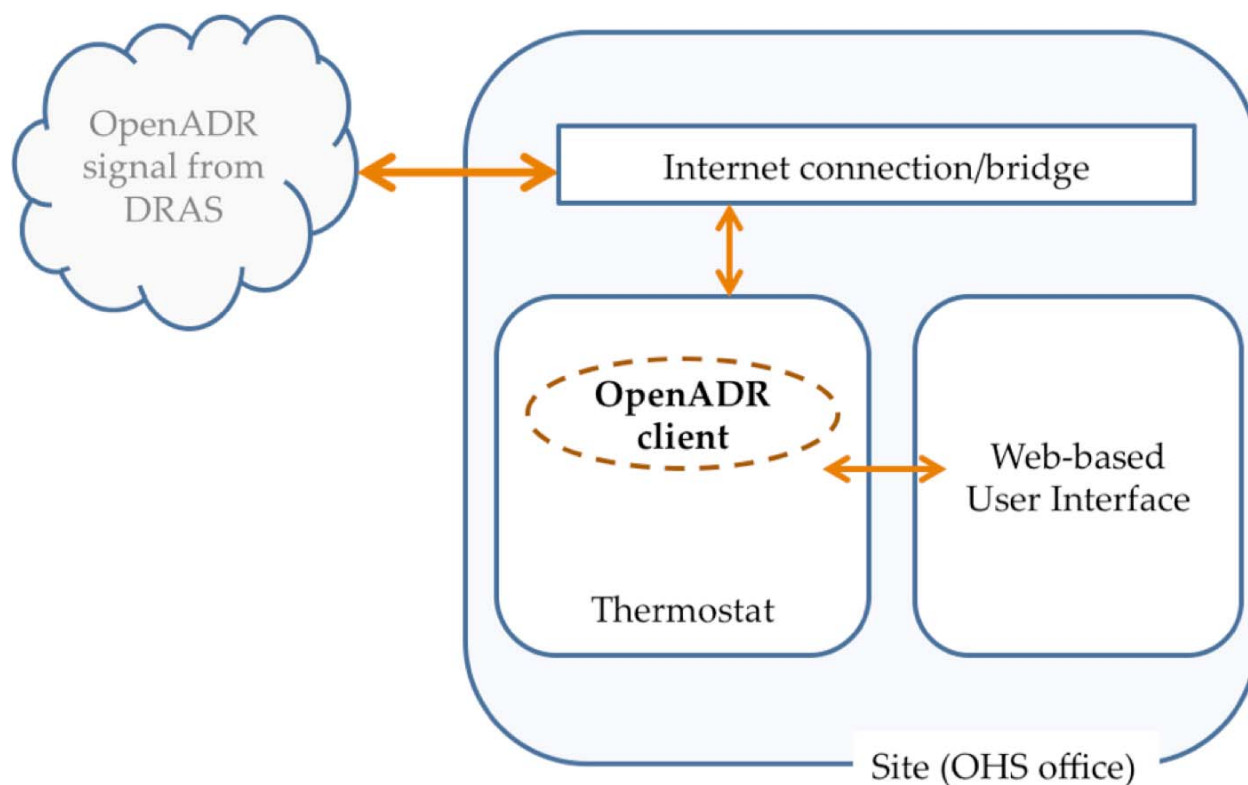 OpenADR
signal from
DRAS
Internet connection/bridge
OpenADR
client
Thermostat
Web-based
User Interface
Site (OHS office)